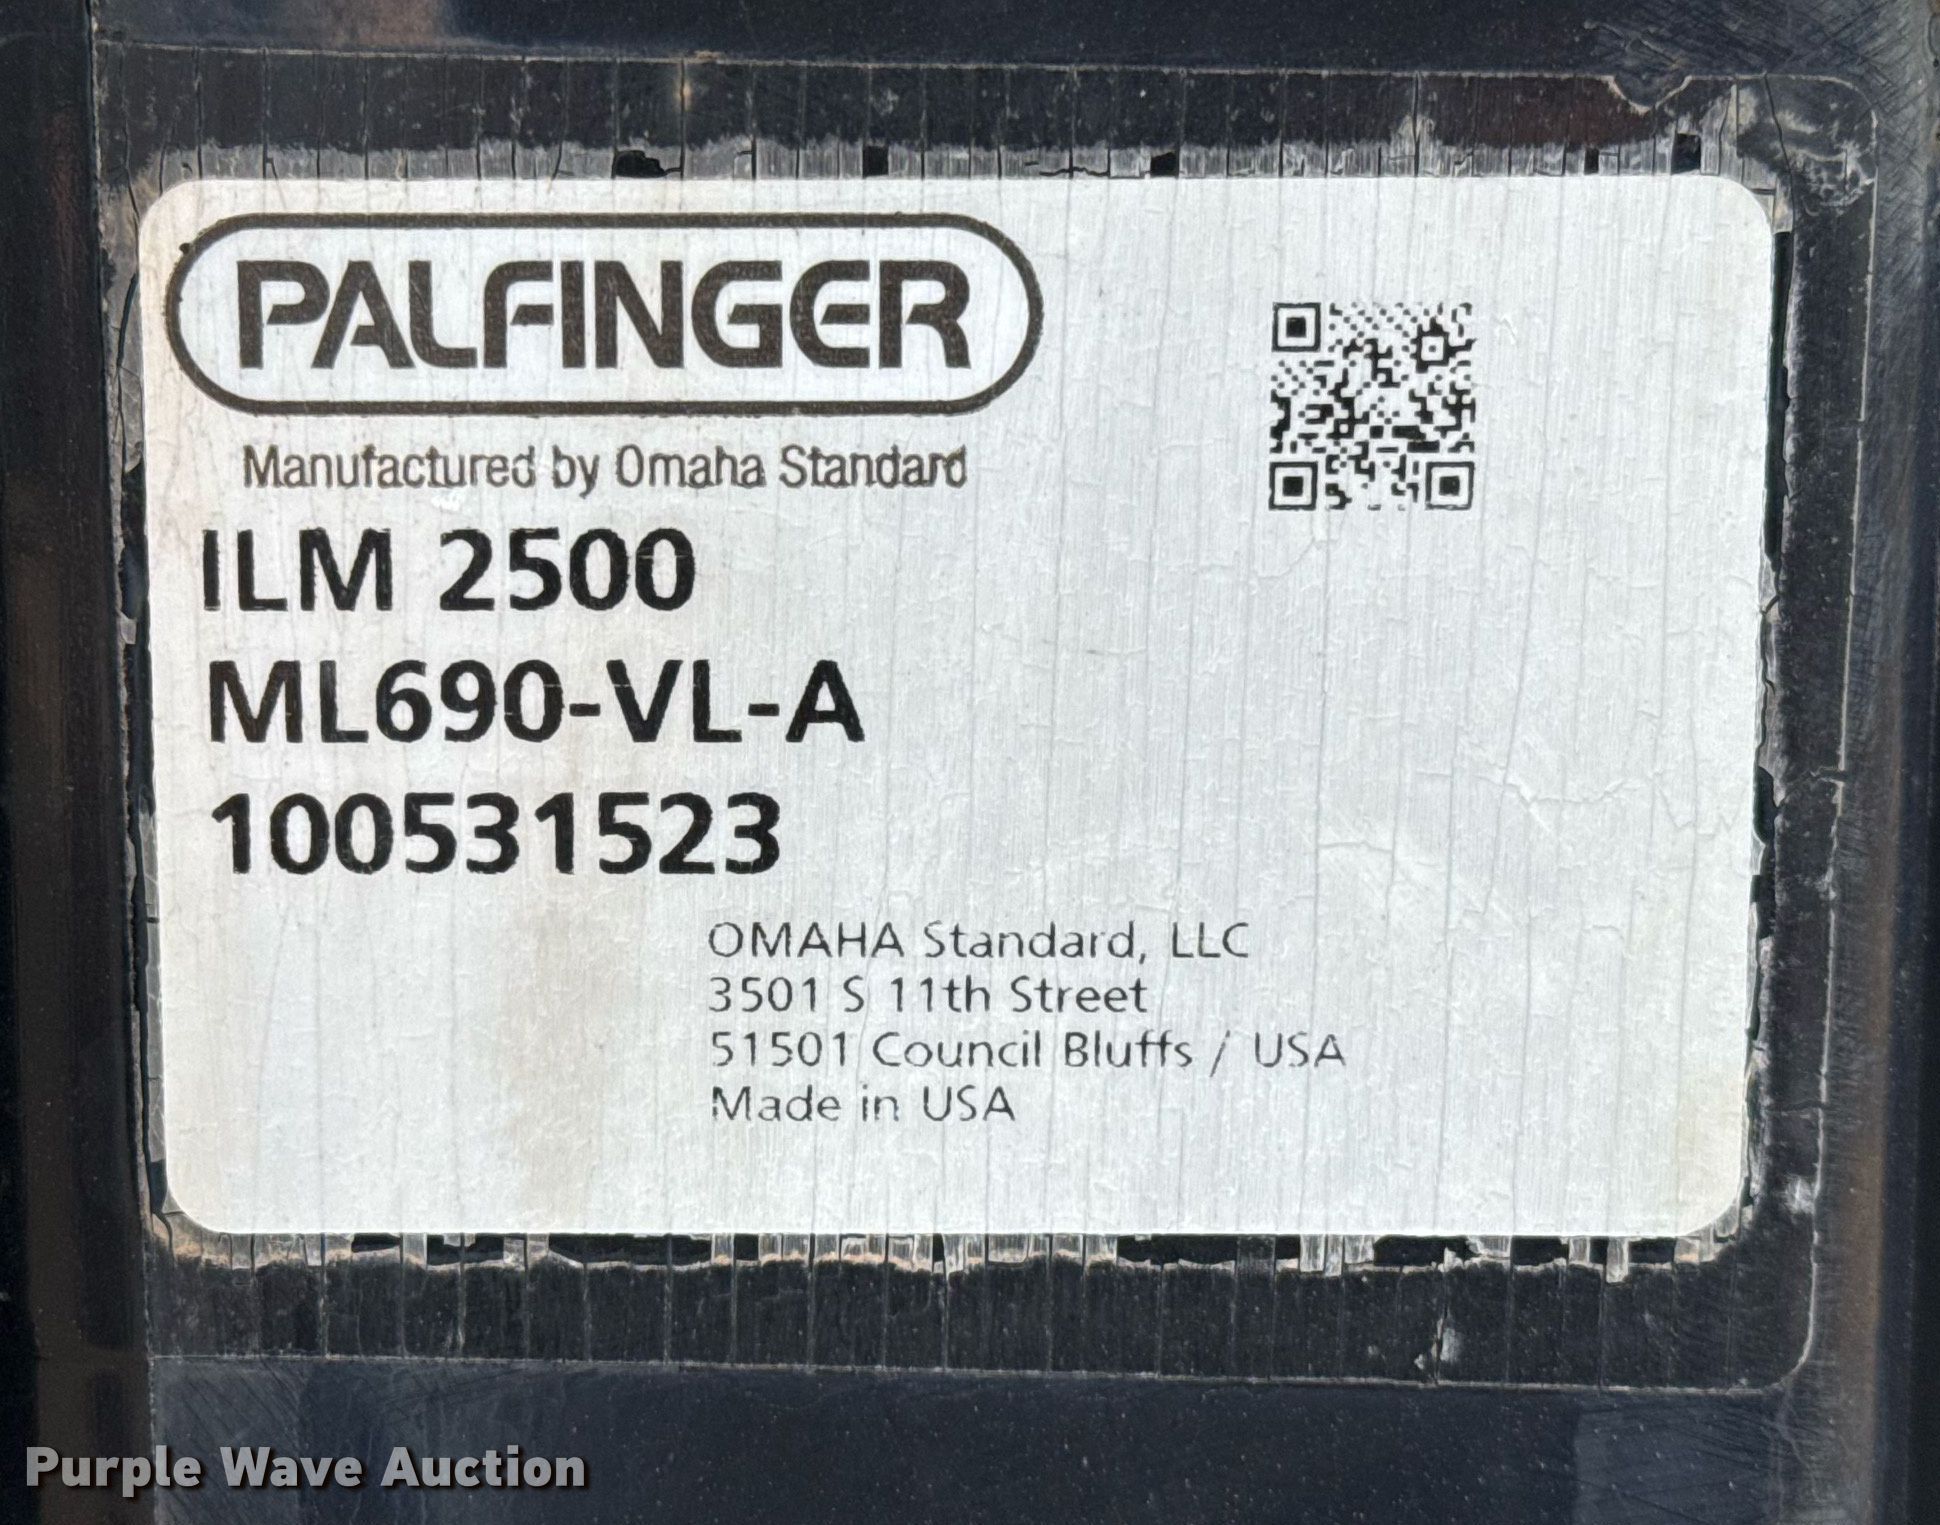 PALFINGER
Manufactured by Omaha Standard
ILM 2500
ML690-VL-A
100531523
OMAHA Standard, LLC
3501 S 11th Street
51501 Council Bluffs / USA
Made in USA
Purple Wave Auction